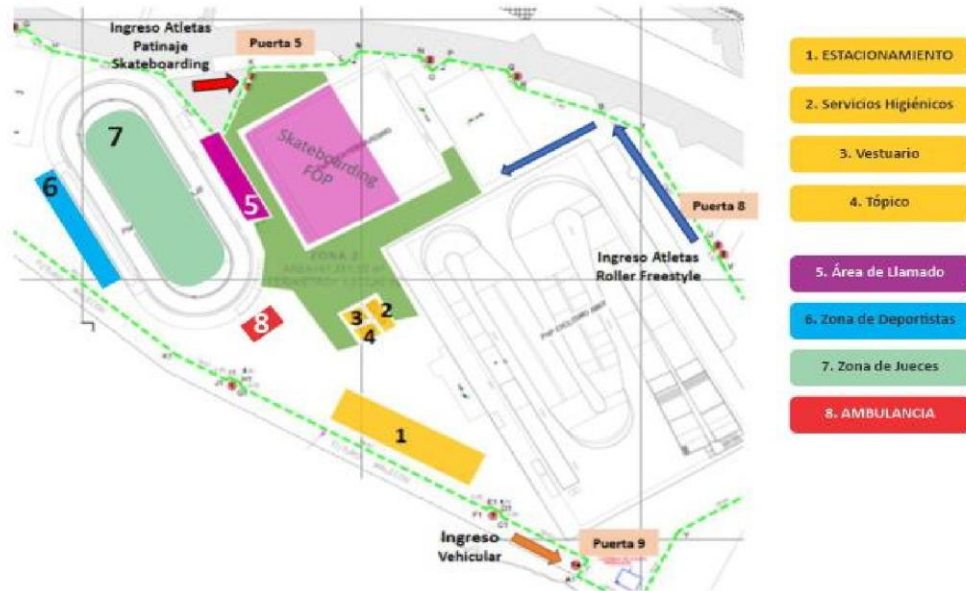 Ingreso Atletas
Patinaje
Skateboarding
Puerta 5
7
6
5
Skateboarding
FOP
Puerta 8
Ingreso Atletas
Roller Freestyle
ZONA 2
8
3
2
4
1
Ingreso
Vehicular
Puerta 9
1. ESTACIONAMIENTO
2. Servicios Higiénicos
3. Vestuario
4. Tópico
5. Área de Llamado
6. Zona de Deportistas
7. Zona de Jueces
8. AMBULANCIA